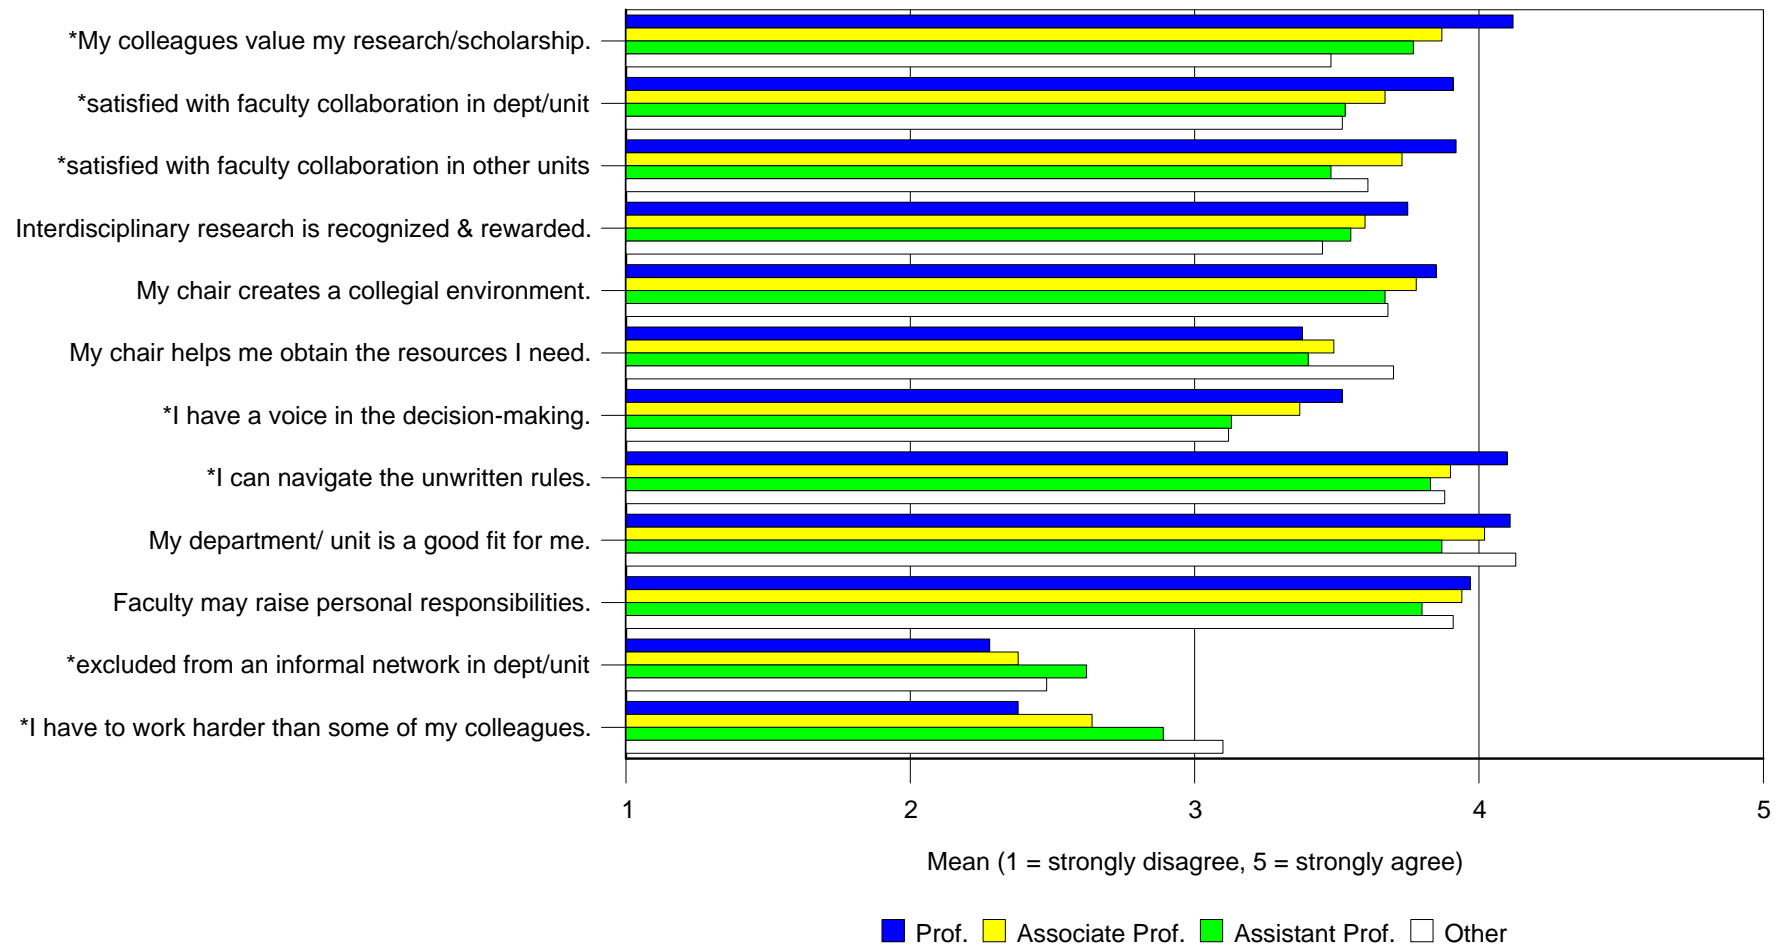 *My colleagues value my research/scholarship.
*satisfied with faculty collaboration in dept/unit
*satisfied with faculty collaboration in other units
Interdisciplinary research is recognized & rewarded.
My chair creates a collegial environment.
My chair helps me obtain the resources I need.
*I have a voice in the decision-making.
*I can navigate the unwritten rules.
My department/ unit is a good fit for me.
Faculty may raise personal responsibilities.
*excluded from an informal network in dept/unit
*I have to work harder than some of my colleagues.
1 2 3 4 5
Mean (1 = strongly disagree, 5 = strongly agree)
Prof. Associate Prof. Assistant Prof. Other